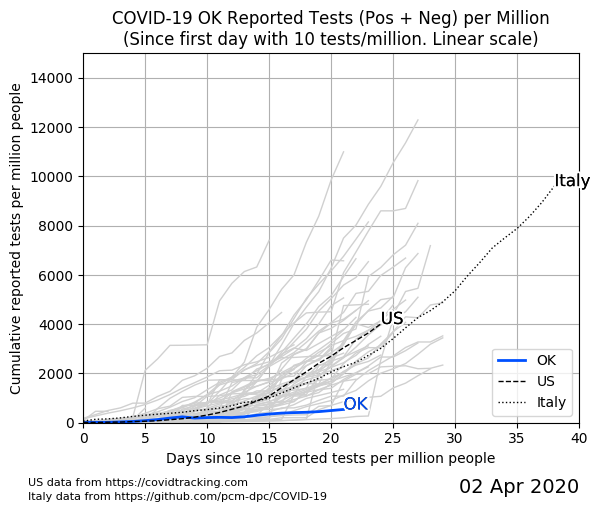 COVID-19 OK Reported Tests (Pos + Neg) per Million
(Since first day with 10 tests/million. Linear scale)
Cumulative reported tests per million people
14000
12000
10000
8000
6000
4000
2000
0
Italy
US
OK
OK
US
Italy
0 5 10 15 20 25 30 35 40
Days since 10 reported tests per million people
US data from https://covidtracking.com
Italy data from https://github.com/pcm-dpc/COVID-19
02 Apr 2020